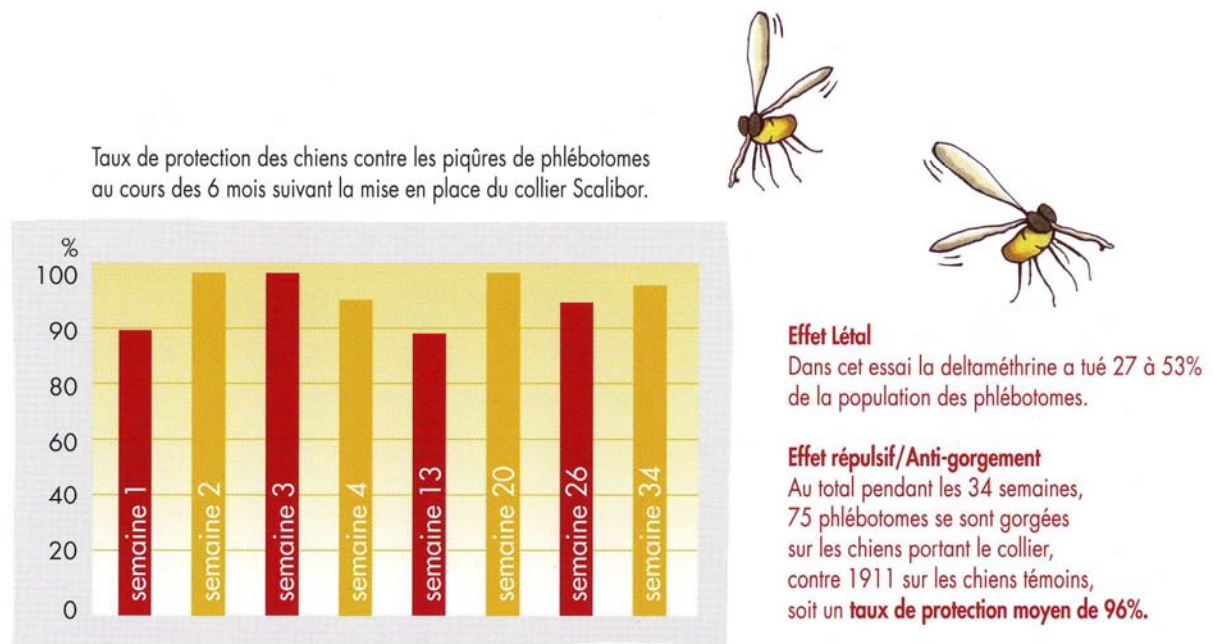 Taux de protection des chiens contre les piqûres de phlébotomes
au cours des 6 mois suivant la mise en place du collier Scalibor.
%
100
90
80
60
40
20
0
semaine 1
semaine 2
semaine 3
semaine 4
semaine 13
semaine 20
semaine 26
semaine 34
Effet Létal
Dans cet essai la deltaméthrine a tué 27 à 53%
de la population des phlébotomes.
Effet répulsif/Anti-gorgement
Au total pendant les 34 semaines,
75 phlébotomes se sont gorgées
sur les chiens portant le collier,
contre 1911 sur les chiens témoins,
soit un taux de protection moyen de 96%.